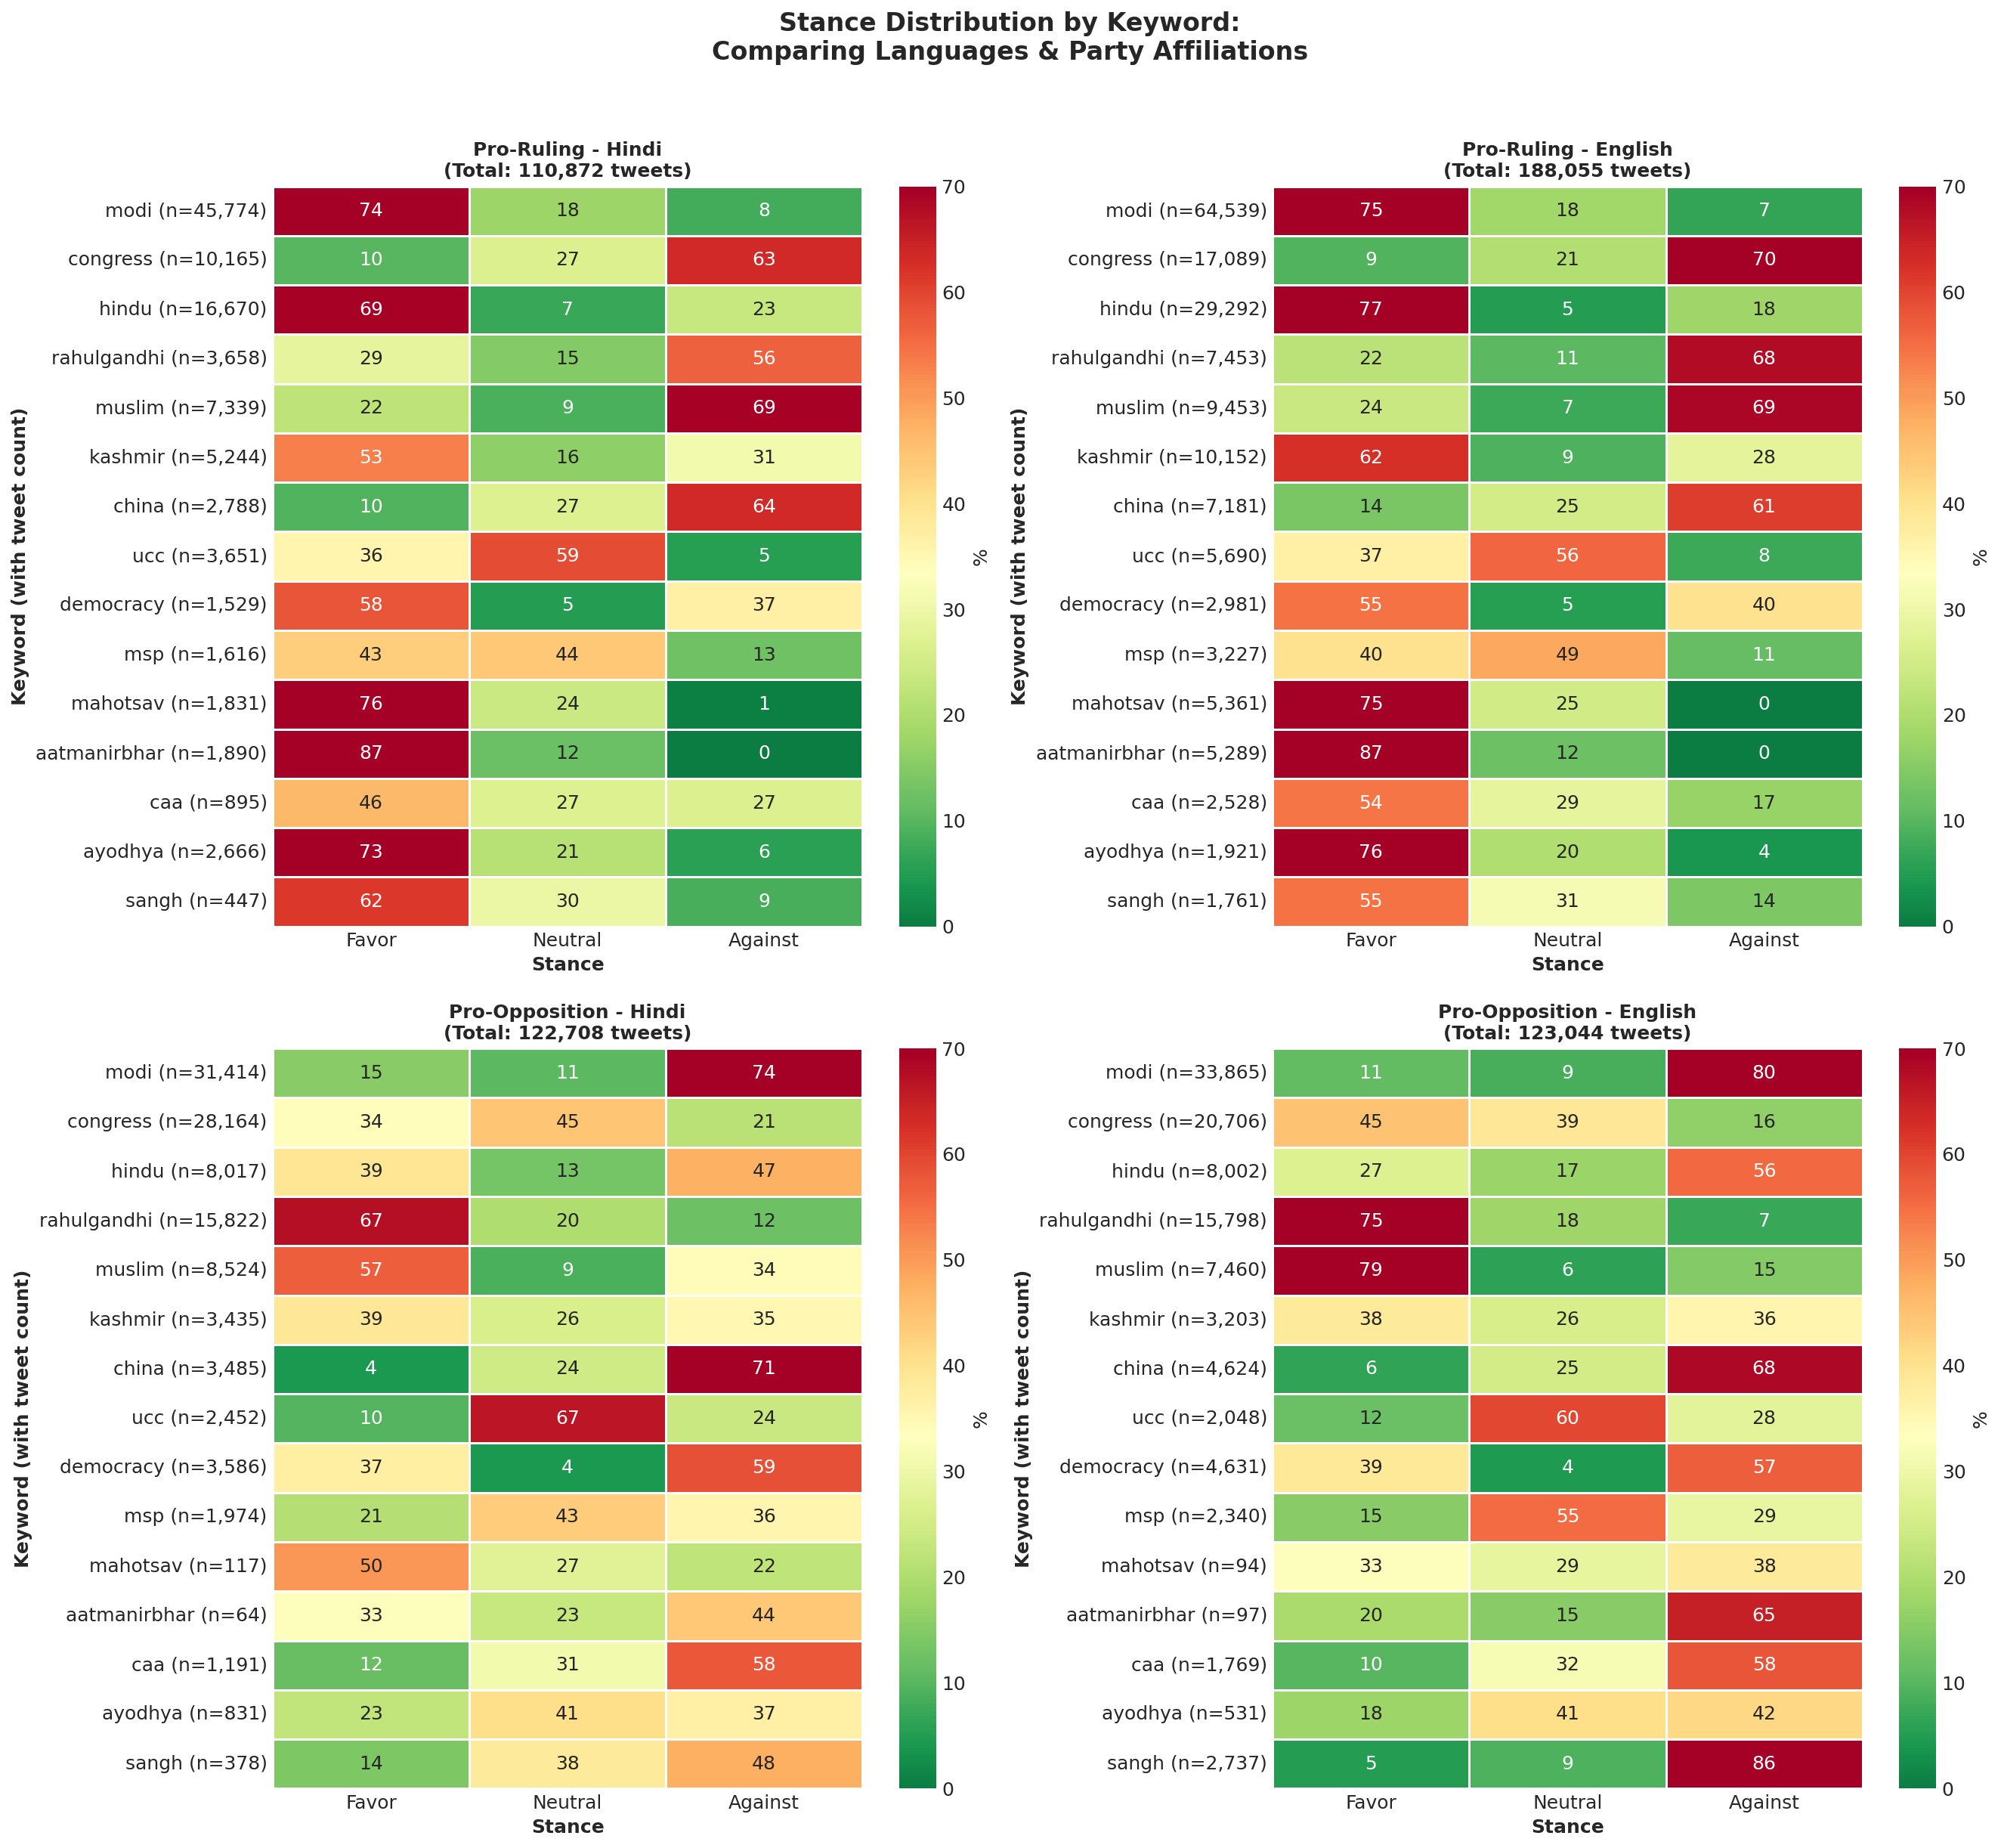 Stance Distribution by Keyword:
Comparing Languages & Party Affiliations
Pro-Ruling - Hindi
(Total: 110,872 tweets)
Keyword (with tweet count)
modi (n=45,774) 74 18 8
congress (n=10,165) 10 27 63
hindu (n=16,670) 69 7 23
rahulgandhi (n=3,658) 29 15 56
muslim (n=7,339) 22 9 69
kashmir (n=5,244) 53 16 31
china (n=2,788) 10 27 64
ucc (n=3,651) 36 59 5
democracy (n=1,529) 58 5 37
msp (n=1,616) 43 44 13
mahotsav (n=1,831) 76 24 1
aatmanirbhar (n=1,890) 87 12 0
caa (n=895) 46 27 27
ayodhya (n=2,666) 73 21 6
sangh (n=447) 62 30 9
Favor Neutral Against
Stance
70
60
50
40
30
20
10
0
%
Pro-Ruling - English
(Total: 188,055 tweets)
Keyword (with tweet count)
modi (n=64,539) 75 18 7
congress (n=17,089) 9 21 70
hindu (n=29,292) 77 5 18
rahulgandhi (n=7,453) 22 11 68
muslim (n=9,453) 24 7 69
kashmir (n=10,152) 62 9 28
china (n=7,181) 14 25 61
ucc (n=5,690) 37 56 8
democracy (n=2,981) 55 5 40
msp (n=3,227) 40 49 11
mahotsav (n=5,361) 75 25 0
aatmanirbhar (n=5,289) 87 12 0
caa (n=2,528) 54 29 17
ayodhya (n=1,921) 76 20 4
sangh (n=1,761) 55 31 14
Favor Neutral Against
Stance
70
60
50
40
30
20
10
0
%
Pro-Opposition - Hindi
(Total: 122,708 tweets)
Keyword (with tweet count)
modi (n=31,414) 15 11 74
congress (n=28,164) 34 45 21
hindu (n=8,017) 39 13 47
rahulgandhi (n=15,822) 67 20 12
muslim (n=8,524) 57 9 34
kashmir (n=3,435) 39 26 35
china (n=3,485) 4 24 71
ucc (n=2,452) 10 67 24
democracy (n=3,586) 37 4 59
msp (n=1,974) 21 43 36
mahotsav (n=117) 50 27 22
aatmanirbhar (n=64) 33 23 44
caa (n=1,191) 12 31 58
ayodhya (n=831) 23 41 37
sangh (n=378) 14 38 48
Favor Neutral Against
Stance
70
60
50
40
30
20
10
0
%
Pro-Opposition - English
(Total: 123,044 tweets)
Keyword (with tweet count)
modi (n=33,865) 11 9 80
congress (n=20,706) 45 39 16
hindu (n=8,002) 27 17 56
rahulgandhi (n=15,798) 75 18 7
muslim (n=7,460) 79 6 15
kashmir (n=3,203) 38 26 36
china (n=4,624) 6 25 68
ucc (n=2,048) 12 60 28
democracy (n=4,631) 39 4 57
msp (n=2,340) 15 55 29
mahotsav (n=94) 33 29 38
aatmanirbhar (n=97) 20 15 65
caa (n=1,769) 10 32 58
ayodhya (n=531) 18 41 42
sangh (n=2,737) 5 9 86
Favor Neutral Against
Stance
70
60
50
40
30
20
10
0
%